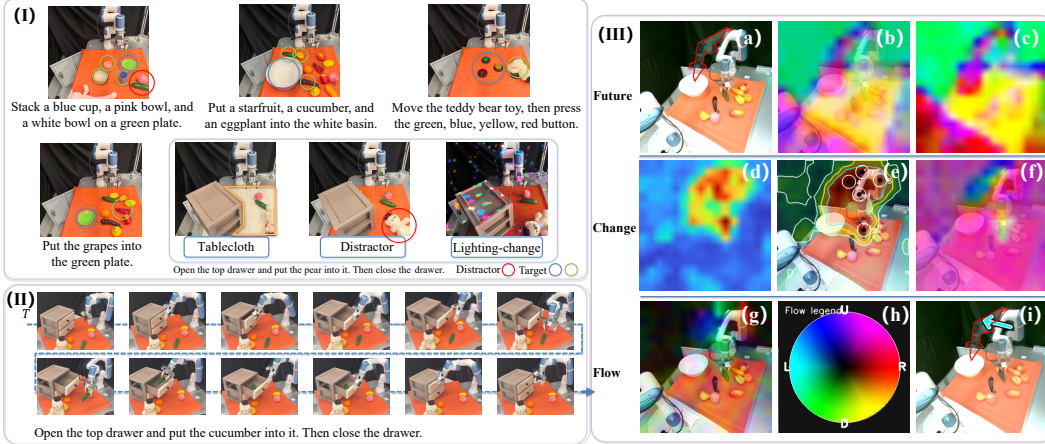 (I)
Stack a blue cup, a pink bowl, and
a white bowl on a green plate.
Put a starfruit, a cucumber, and
an eggplant into the white basin.
Move the teddy bear toy, then press
the green, blue, yellow, red button.
Put the grapes into
the green plate.
Tablecloth
Distractor
Lighting-change
Open the top drawer and put the pear into it. Then close the drawer.
Distractor
Target
(II)
T
Open the top drawer and put the cucumber into it. Then close the drawer.
(III)
Future
(a)
(b)
(c)
Change
(d)
(e)
(f)
Flow
(g)
Flow legend
(h)
U
L
R
D
(i)